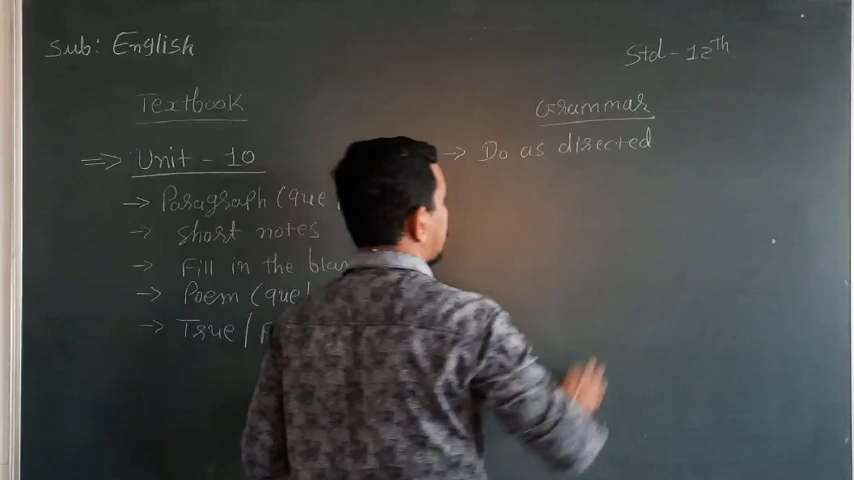 Sub: English
Std - 12th
Textbook
⇒ Unit - 10
→ Paragraph (que
→ Short notes
→ Fill in the blan
→ Poem (que
→ True /
Grammar
→ Do as directed